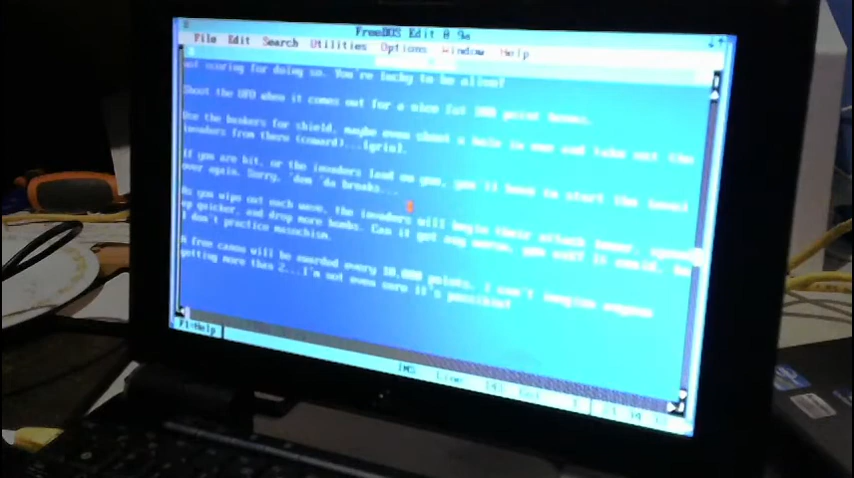 FreeDOS Edit 0.9a
File Edit Search Utilities Options Window Help
not scoring for doing so. You're lucky to be alive!
Shoot the UFO when it comes out for a nice fat 300 point bonus.
Use the bunkers for shield, maybe even shoot a hole in one and take out the
invaders from there (coward)...[grin].
If you are hit, or the invaders land on you, you'll have to start the level
over again. Sorry, 'dem 'da breaks...
As you wipe out each wave, the invaders will begin their attack lower, speed
up quicker, and drop more bombs. Can it get any worse, you ask? It could, but
I don't practice masochism.
A free cannon will be awarded every 10,000 points. I can't imagine anyone
getting more than 2...I'm not even sure it's possible!
F1=Help
INS Line: